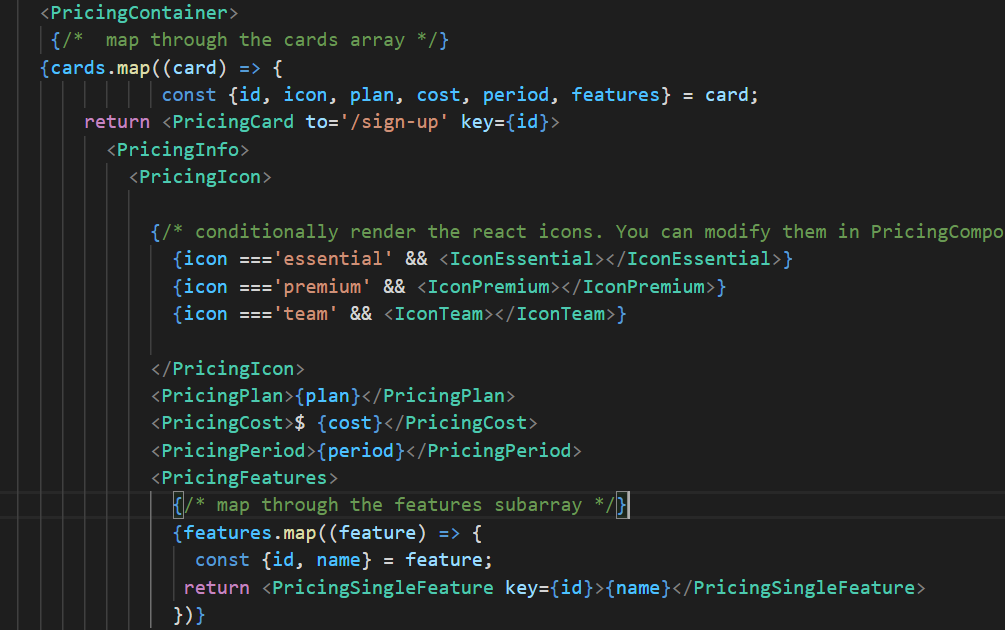 <PricingContainer>
{/*  map through the cards array */}
{cards.map((card) => {
const {id, icon, plan, cost, period, features} = card;
return <PricingCard to='/sign-up' key={id}>
<PricingInfo>
<PricingIcon>
{/* conditionally render the react icons. You can modify them in PricingCompo
{icon ==='essential' && <IconEssential></IconEssential>}
{icon ==='premium' && <IconPremium></IconPremium>}
{icon ==='team' && <IconTeam></IconTeam>}
</PricingIcon>
<PricingPlan>{plan}</PricingPlan>
<PricingCost>$ {cost}</PricingCost>
<PricingPeriod>{period}</PricingPeriod>
<PricingFeatures>
{/* map through the features subarray */}
{features.map((feature) => {
const {id, name} = feature;
return <PricingSingleFeature key={id}>{name}</PricingSingleFeature>
})}